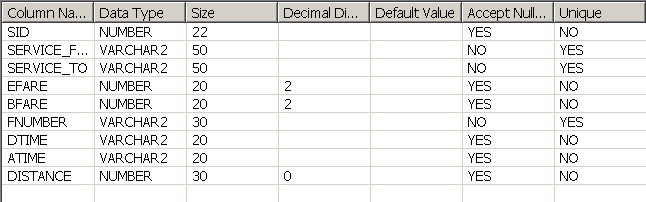 Column Na... Data Type Size Decimal Di... Default Value Accept Null... Unique
SID NUMBER 22 YES NO
SERVICE_F... VARCHAR2 50 NO YES
SERVICE_TO VARCHAR2 50 NO YES
EFARE NUMBER 20 2 YES NO
BFARE NUMBER 20 2 YES NO
FNUMBER VARCHAR2 30 NO YES
DTIME VARCHAR2 20 YES NO
ATIME VARCHAR2 20 YES NO
DISTANCE NUMBER 30 0 YES NO